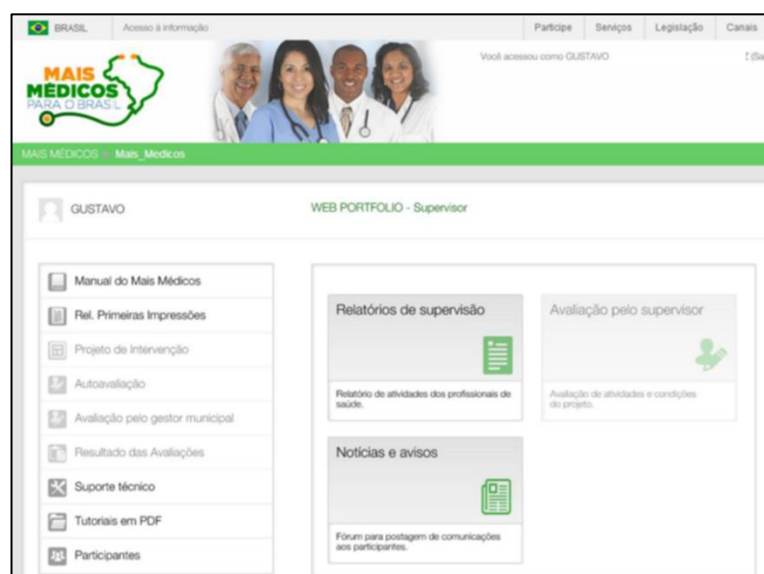 BRASIL Acesso à informação Participe Serviços Legislação Canais
Você acessou como GUSTAVO
MAIS
MÉDICOS
PARA O BRASIL
MAIS MÉDICOS Mais_Medicos
GUSTAVO
WEB PORTFOLIO - Supervisor
Manual do Mais Médicos
Rel. Primeiras Impressões
Projeto de Intervenção
Autoavaliação
Avaliação pelo gestor municipal
Resultado das Avaliações
Suporte técnico
Tutoriais em PDF
Participantes
Relatórios de supervisão
Relatório de atividades dos profissionais de
saúde.
Avaliação pelo supervisor
Avaliação de atividades e condições
do projeto.
Notícias e avisos
Fórum para postagem de comunicações
aos participantes.